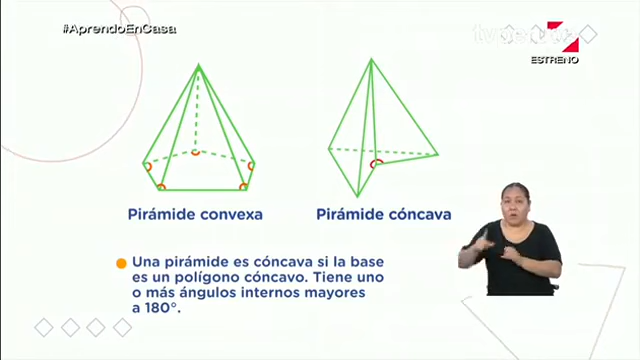 #AprendoEnCasa
ESTRENO
Pirámide convexa
Pirámide cóncava
Una pirámide es cóncava si la base
es un polígono cóncavo. Tiene uno
o más ángulos internos mayores
a 180°.